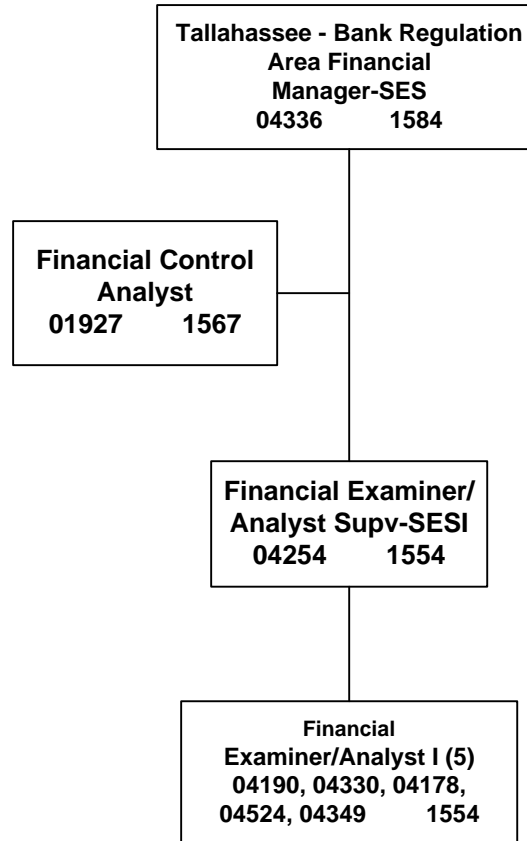 Tallahassee - Bank Regulation
Area Financial
Manager-SES
04336 1584
Financial Control
Analyst
01927 1567
Financial Examiner/
Analyst Supv-SESI
04254 1554
Financial
Examiner/Analyst I (5)
04190, 04330, 04178,
04524, 04349 1554